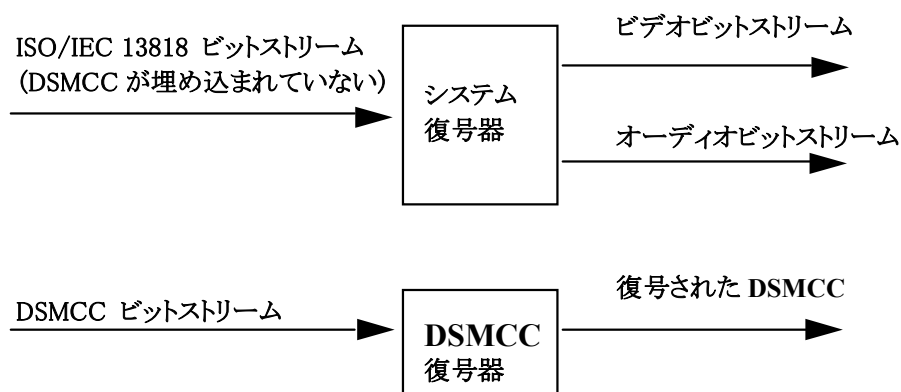 ISO/IEC 13818 ビットストリーム
(DSMCC が埋め込まれていない)
システム
復号器
ビデオビットストリーム
オーディオビットストリーム
DSMCC ビットストリーム
DSMCC
復号器
復号された DSMCC